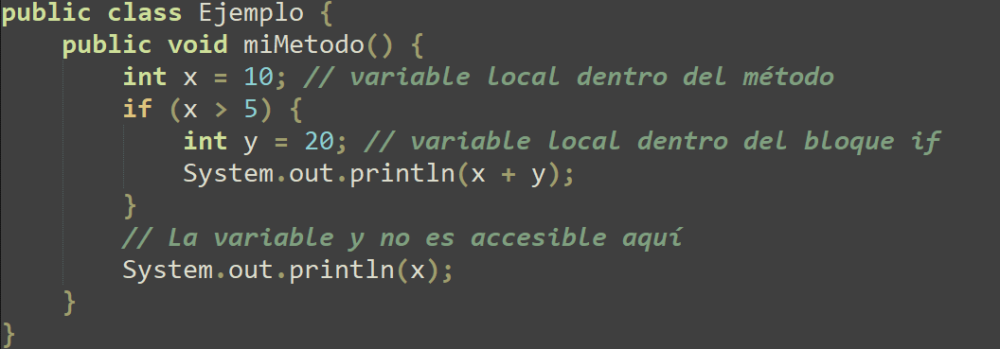 public class Ejemplo {
    public void miMetodo() {
        int x = 10; // variable local dentro del método
        if (x > 5) {
            int y = 20; // variable local dentro del bloque if
            System.out.println(x + y);
        }
        // La variable y no es accesible aquí
        System.out.println(x);
    }
}